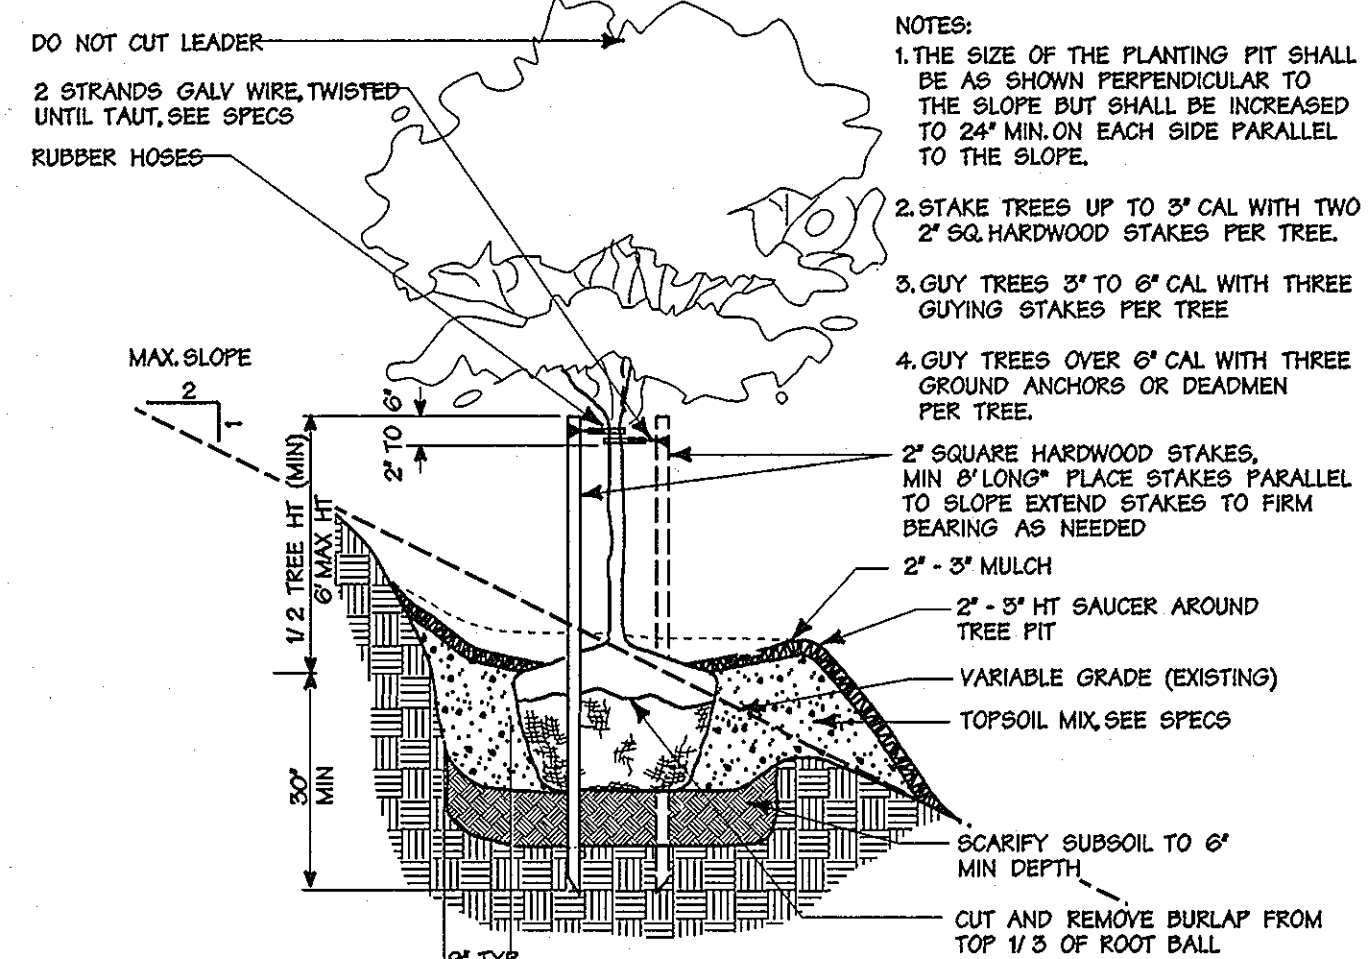 DO NOT CUT LEADER
2 STRANDS GALV WIRE, TWISTED
UNTIL TAUT, SEE SPECS
RUBBER HOSES
MAX. SLOPE
2
1
2" TO 6"
1/2 TREE HT (MIN)
6' MAX HT
30"
MIN
NOTES:
1. THE SIZE OF THE PLANTING PIT SHALL
BE AS SHOWN PERPENDICULAR TO
THE SLOPE BUT SHALL BE INCREASED
TO 24" MIN. ON EACH SIDE PARALLEL
TO THE SLOPE.
2. STAKE TREES UP TO 3" CAL WITH TWO
2" SQ. HARDWOOD STAKES PER TREE.
3. GUY TREES 3" TO 6" CAL WITH THREE
GUYING STAKES PER TREE
4. GUY TREES OVER 6" CAL WITH THREE
GROUND ANCHORS OR DEADMEN
PER TREE.
2" SQUARE HARDWOOD STAKES,
MIN 8' LONG* PLACE STAKES PARALLEL
TO SLOPE EXTEND STAKES TO FIRM
BEARING AS NEEDED
2" - 3" MULCH
2" - 3" HT SAUCER AROUND
TREE PIT
VARIABLE GRADE (EXISTING)
TOPSOIL MIX, SEE SPECS
SCARIFY SUBSOIL TO 6"
MIN DEPTH
CUT AND REMOVE BURLAP FROM
TOP 1/3 OF ROOT BALL
TYP